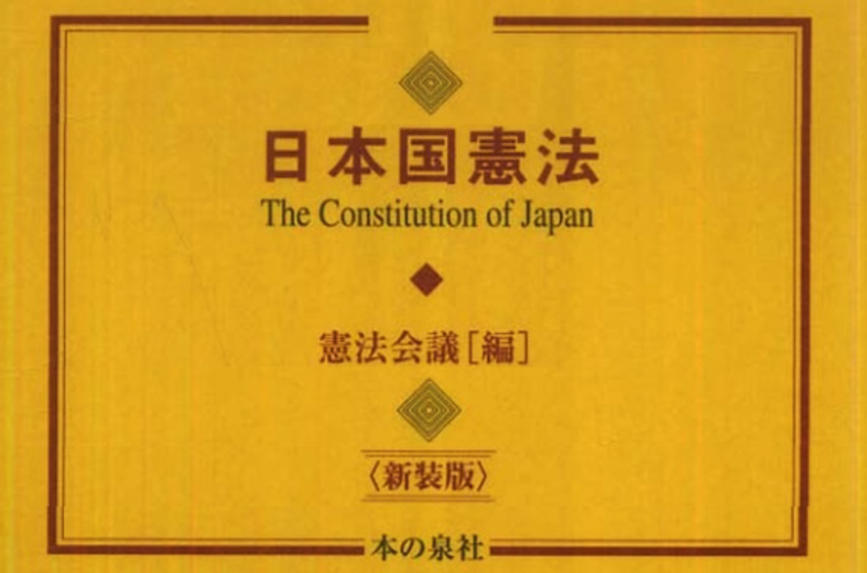 日本国憲法
The Constitution of Japan
憲法会議[編]
〈新装版〉
本の泉社